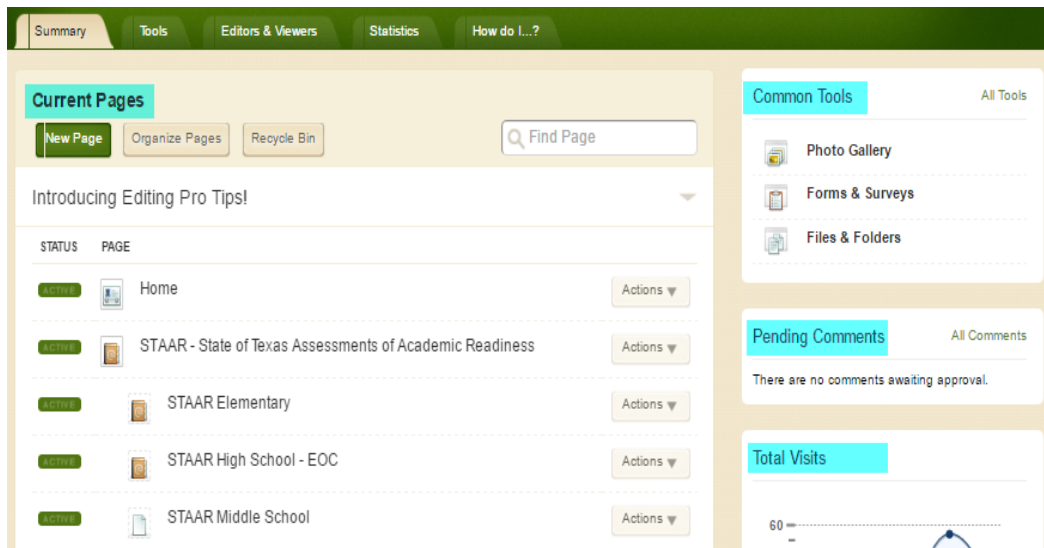 Summary Tools Editors & Viewers Statistics How do I...?
Current Pages
New Page Organize Pages Recycle Bin Find Page
Introducing Editing Pro Tips!
STATUS PAGE
ACTIVE Home Actions
ACTIVE STAAR - State of Texas Assessments of Academic Readiness Actions
ACTIVE STAAR Elementary Actions
ACTIVE STAAR High School - EOC Actions
ACTIVE STAAR Middle School Actions
Common Tools All Tools
Photo Gallery
Forms & Surveys
Files & Folders
Pending Comments All Comments
There are no comments awaiting approval.
Total Visits
60